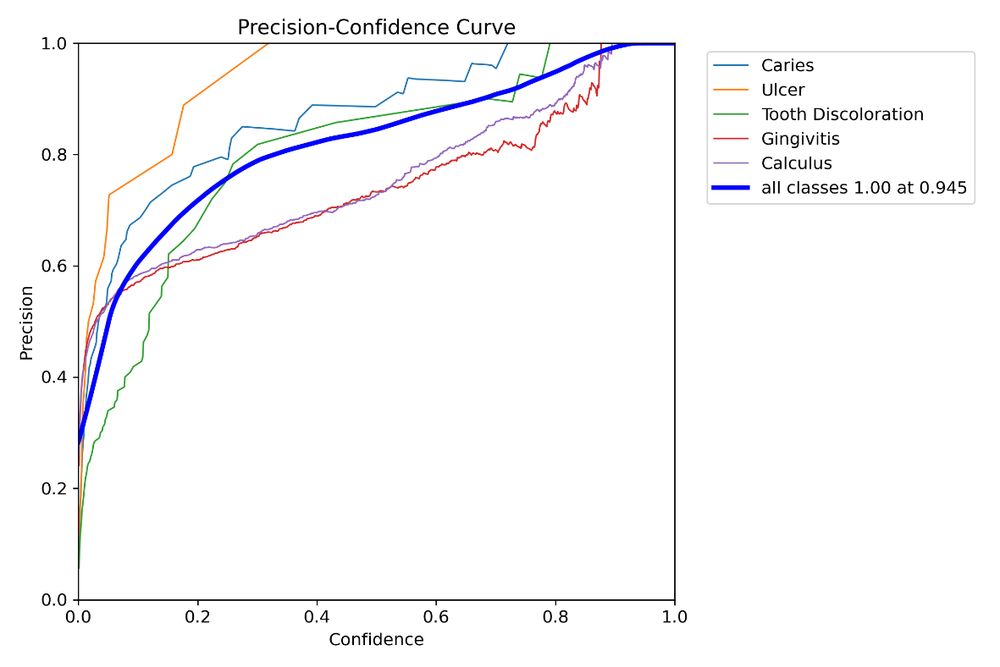 Precision-Confidence Curve
1.0
0.8
0.6
0.4
0.2
0.0
Precision
0.0 0.2 0.4 0.6 0.8 1.0
Confidence
Caries
Ulcer
Tooth Discoloration
Gingivitis
Calculus
all classes 1.00 at 0.945